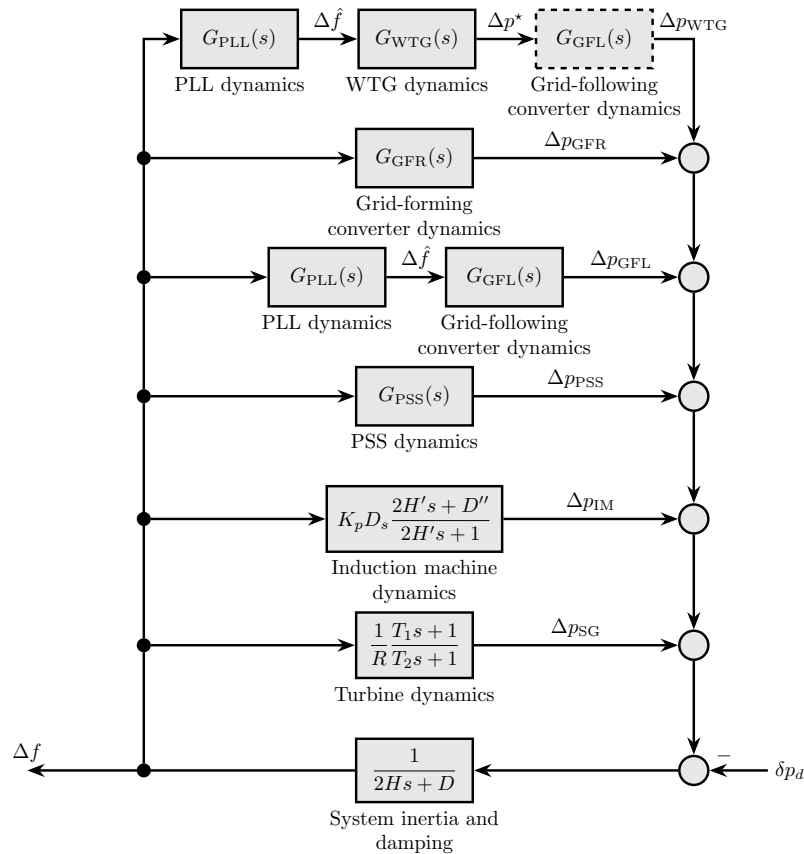 Δf̂ Δp⋆ Δp_WTG
G_PLL(s) G_WTG(s) G_GFL(s)
PLL dynamics WTG dynamics Grid-following
converter dynamics
Δp_GFR
G_GFR(s)
Grid-forming
converter dynamics
Δf̂ Δp_GFL
G_PLL(s) G_GFL(s)
PLL dynamics Grid-following
converter dynamics
Δp_PSS
G_PSS(s)
PSS dynamics
Δp_IM
K_p D_s (2H′s + D″)/(2H′s + 1)
Induction machine
dynamics
Δp_SG
1/R (T_1 s + 1)/(T_2 s + 1)
Turbine dynamics
Δf 1/(2Hs + D) − δp_d
System inertia and
damping